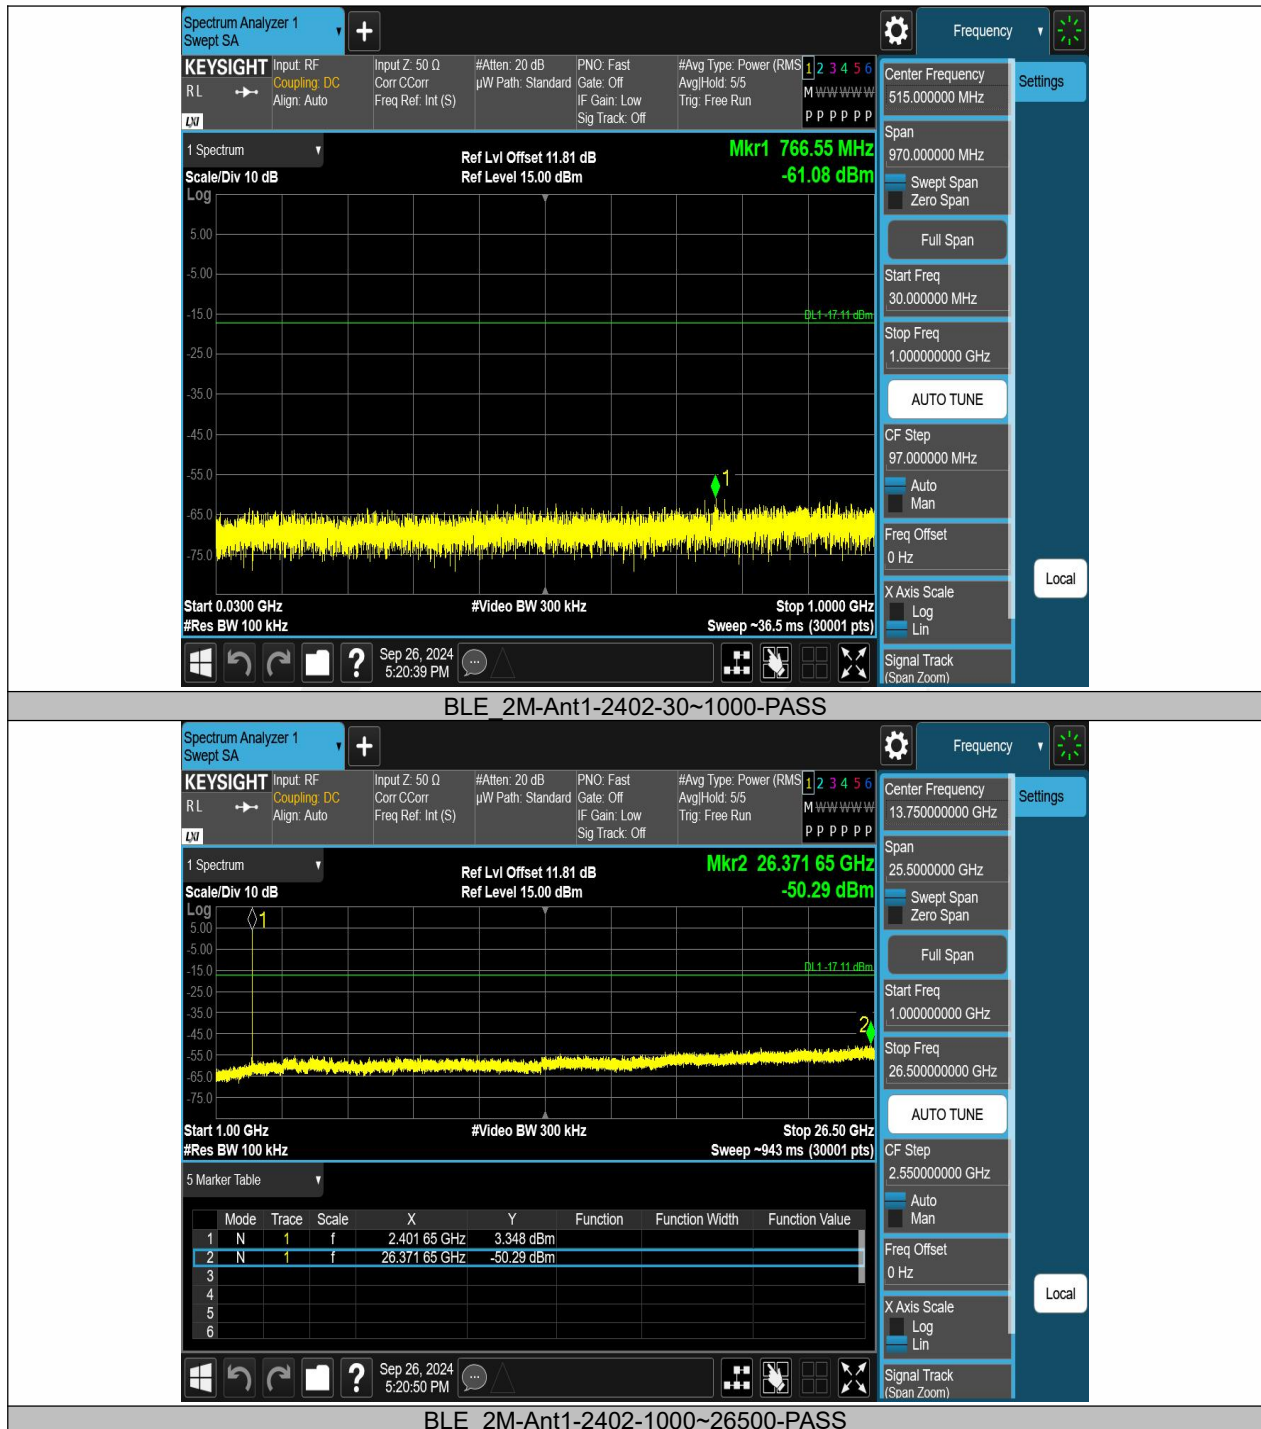 Spectrum Analyzer 1
Swept SA
+
Frequency
KEYSIGHT
R L
LXI
Input: RF
Coupling: DC
Align: Auto
Input Z: 50 Ω
Corr CCorr
Freq Ref: Int (S)
#Atten: 20 dB
µW Path: Standard
PNO: Fast
Gate: Off
IF Gain: Low
Sig Track: Off
#Avg Type: Power (RMS
Avg|Hold: 5/5
Trig: Free Run
1 2 3 4 5 6
M W W W W W
P P P P P P
1 Spectrum
Scale/Div 10 dB
Ref Lvl Offset 11.81 dB
Ref Level 15.00 dBm
Mkr1 766.55 MHz
-61.08 dBm
Log
5.00
-5.00
-15.0
DL1 -17.11 dBm
-25.0
-35.0
-45.0
-55.0
1
-65.0
-75.0
Start 0.0300 GHz
#Video BW 300 kHz
Stop 1.0000 GHz
#Res BW 100 kHz
Sweep ~36.5 ms (30001 pts)
?
Sep 26, 2024
5:20:39 PM
Center Frequency
515.000000 MHz
Settings
Span
970.000000 MHz
Swept Span
Zero Span
Full Span
Start Freq
30.000000 MHz
Stop Freq
1.000000000 GHz
AUTO TUNE
CF Step
97.000000 MHz
Auto
Man
Freq Offset
0 Hz
Local
X Axis Scale
Log
Lin
Signal Track
(Span Zoom)
BLE_2M-Ant1-2402-30~1000-PASS
Spectrum Analyzer 1
Swept SA
+
Frequency
KEYSIGHT
R L
LXI
Input: RF
Coupling: DC
Align: Auto
Input Z: 50 Ω
Corr CCorr
Freq Ref: Int (S)
#Atten: 20 dB
µW Path: Standard
PNO: Fast
Gate: Off
IF Gain: Low
Sig Track: Off
#Avg Type: Power (RMS
Avg|Hold: 5/5
Trig: Free Run
1 2 3 4 5 6
M W W W W W
P P P P P P
1 Spectrum
Scale/Div 10 dB
Ref Lvl Offset 11.81 dB
Ref Level 15.00 dBm
Mkr2 26.371 65 GHz
-50.29 dBm
Log
1
5.00
-5.00
-15.0
DL1 -17.11 dBm
-25.0
-35.0
2
-45.0
-55.0
-65.0
-75.0
Start 1.00 GHz
#Video BW 300 kHz
Stop 26.50 GHz
#Res BW 100 kHz
Sweep ~943 ms (30001 pts)
5 Marker Table
Mode Trace Scale X Y Function Function Width Function Value
1 N 1 f 2.401 65 GHz 3.348 dBm
2 N 1 f 26.371 65 GHz -50.29 dBm
3
4
5
6
?
Sep 26, 2024
5:20:50 PM
Center Frequency
13.750000000 GHz
Settings
Span
25.5000000 GHz
Swept Span
Zero Span
Full Span
Start Freq
1.000000000 GHz
Stop Freq
26.500000000 GHz
AUTO TUNE
CF Step
2.550000000 GHz
Auto
Man
Freq Offset
0 Hz
Local
X Axis Scale
Log
Lin
Signal Track
(Span Zoom)
BLE_2M-Ant1-2402-1000~26500-PASS